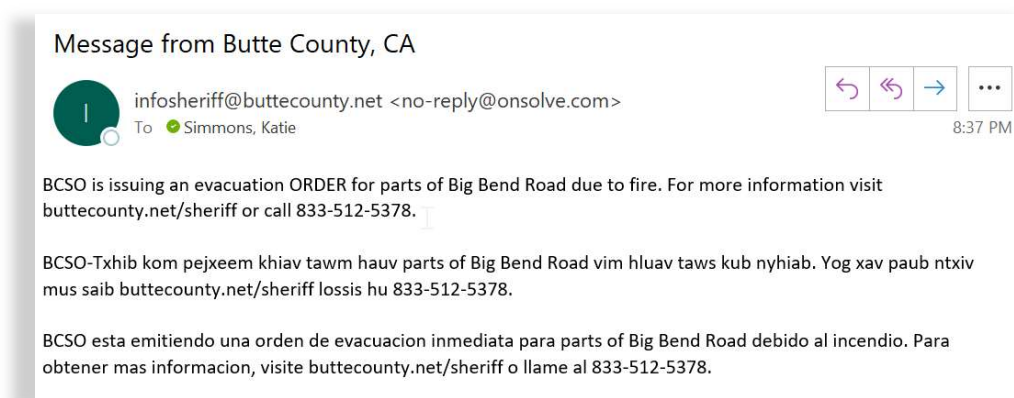 Message from Butte County, CA
I
infosheriff@buttecounty.net <no-reply@onsolve.com>
To Simmons, Katie
8:37 PM
BCSO is issuing an evacuation ORDER for parts of Big Bend Road due to fire. For more information visit
buttecounty.net/sheriff or call 833-512-5378.
BCSO-Txhib kom pejxeem khiav tawm hauv parts of Big Bend Road vim hluav taws kub nyhiab. Yog xav paub ntxiv
mus saib buttecounty.net/sheriff lossis hu 833-512-5378.
BCSO esta emitiendo una orden de evacuacion inmediata para parts of Big Bend Road debido al incendio. Para
obtener mas informacion, visite buttecounty.net/sheriff o llame al 833-512-5378.